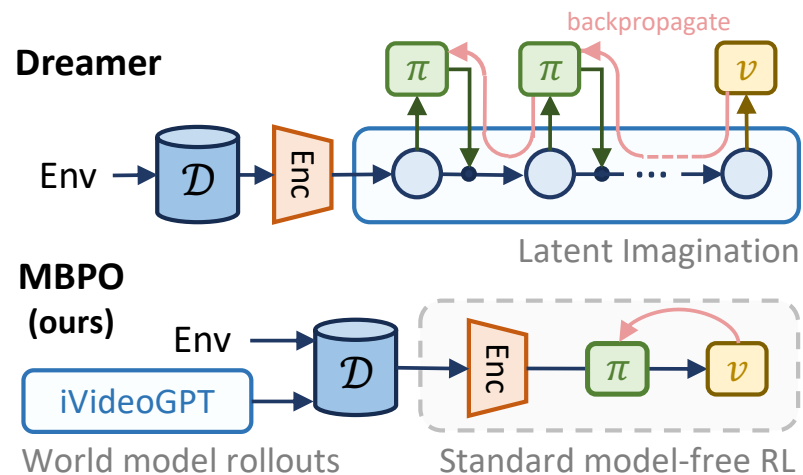 backpropagate
Dreamer
π π v
Env D Enc ...
Latent Imagination
MBPO
(ours)
Env
D Enc π v
iVideoGPT
World model rollouts Standard model-free RL